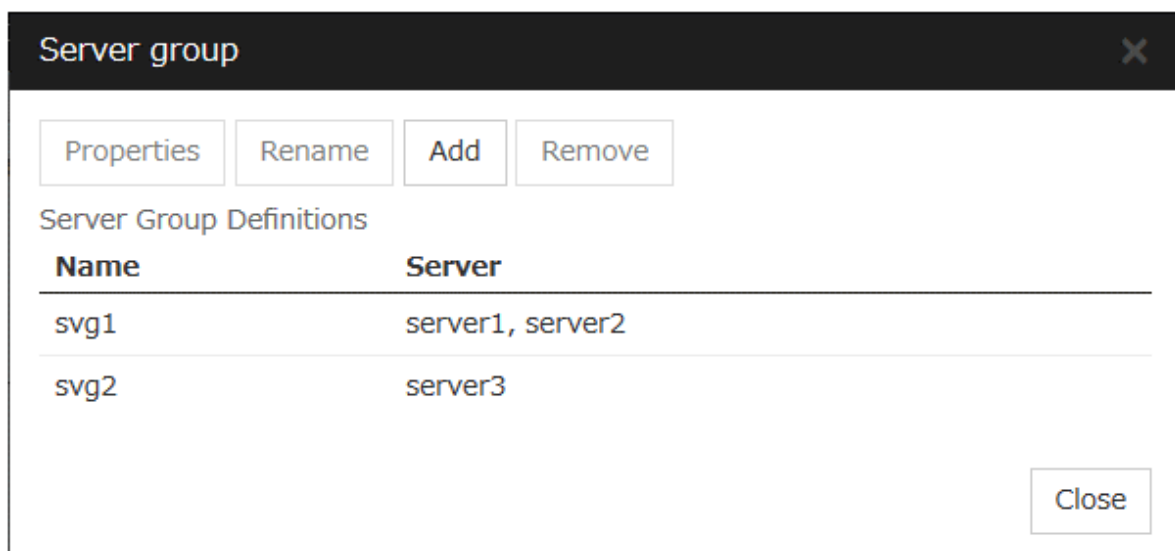 Server group
Properties Rename Add Remove
Server Group Definitions
Name Server
svg1 server1, server2
svg2 server3
Close